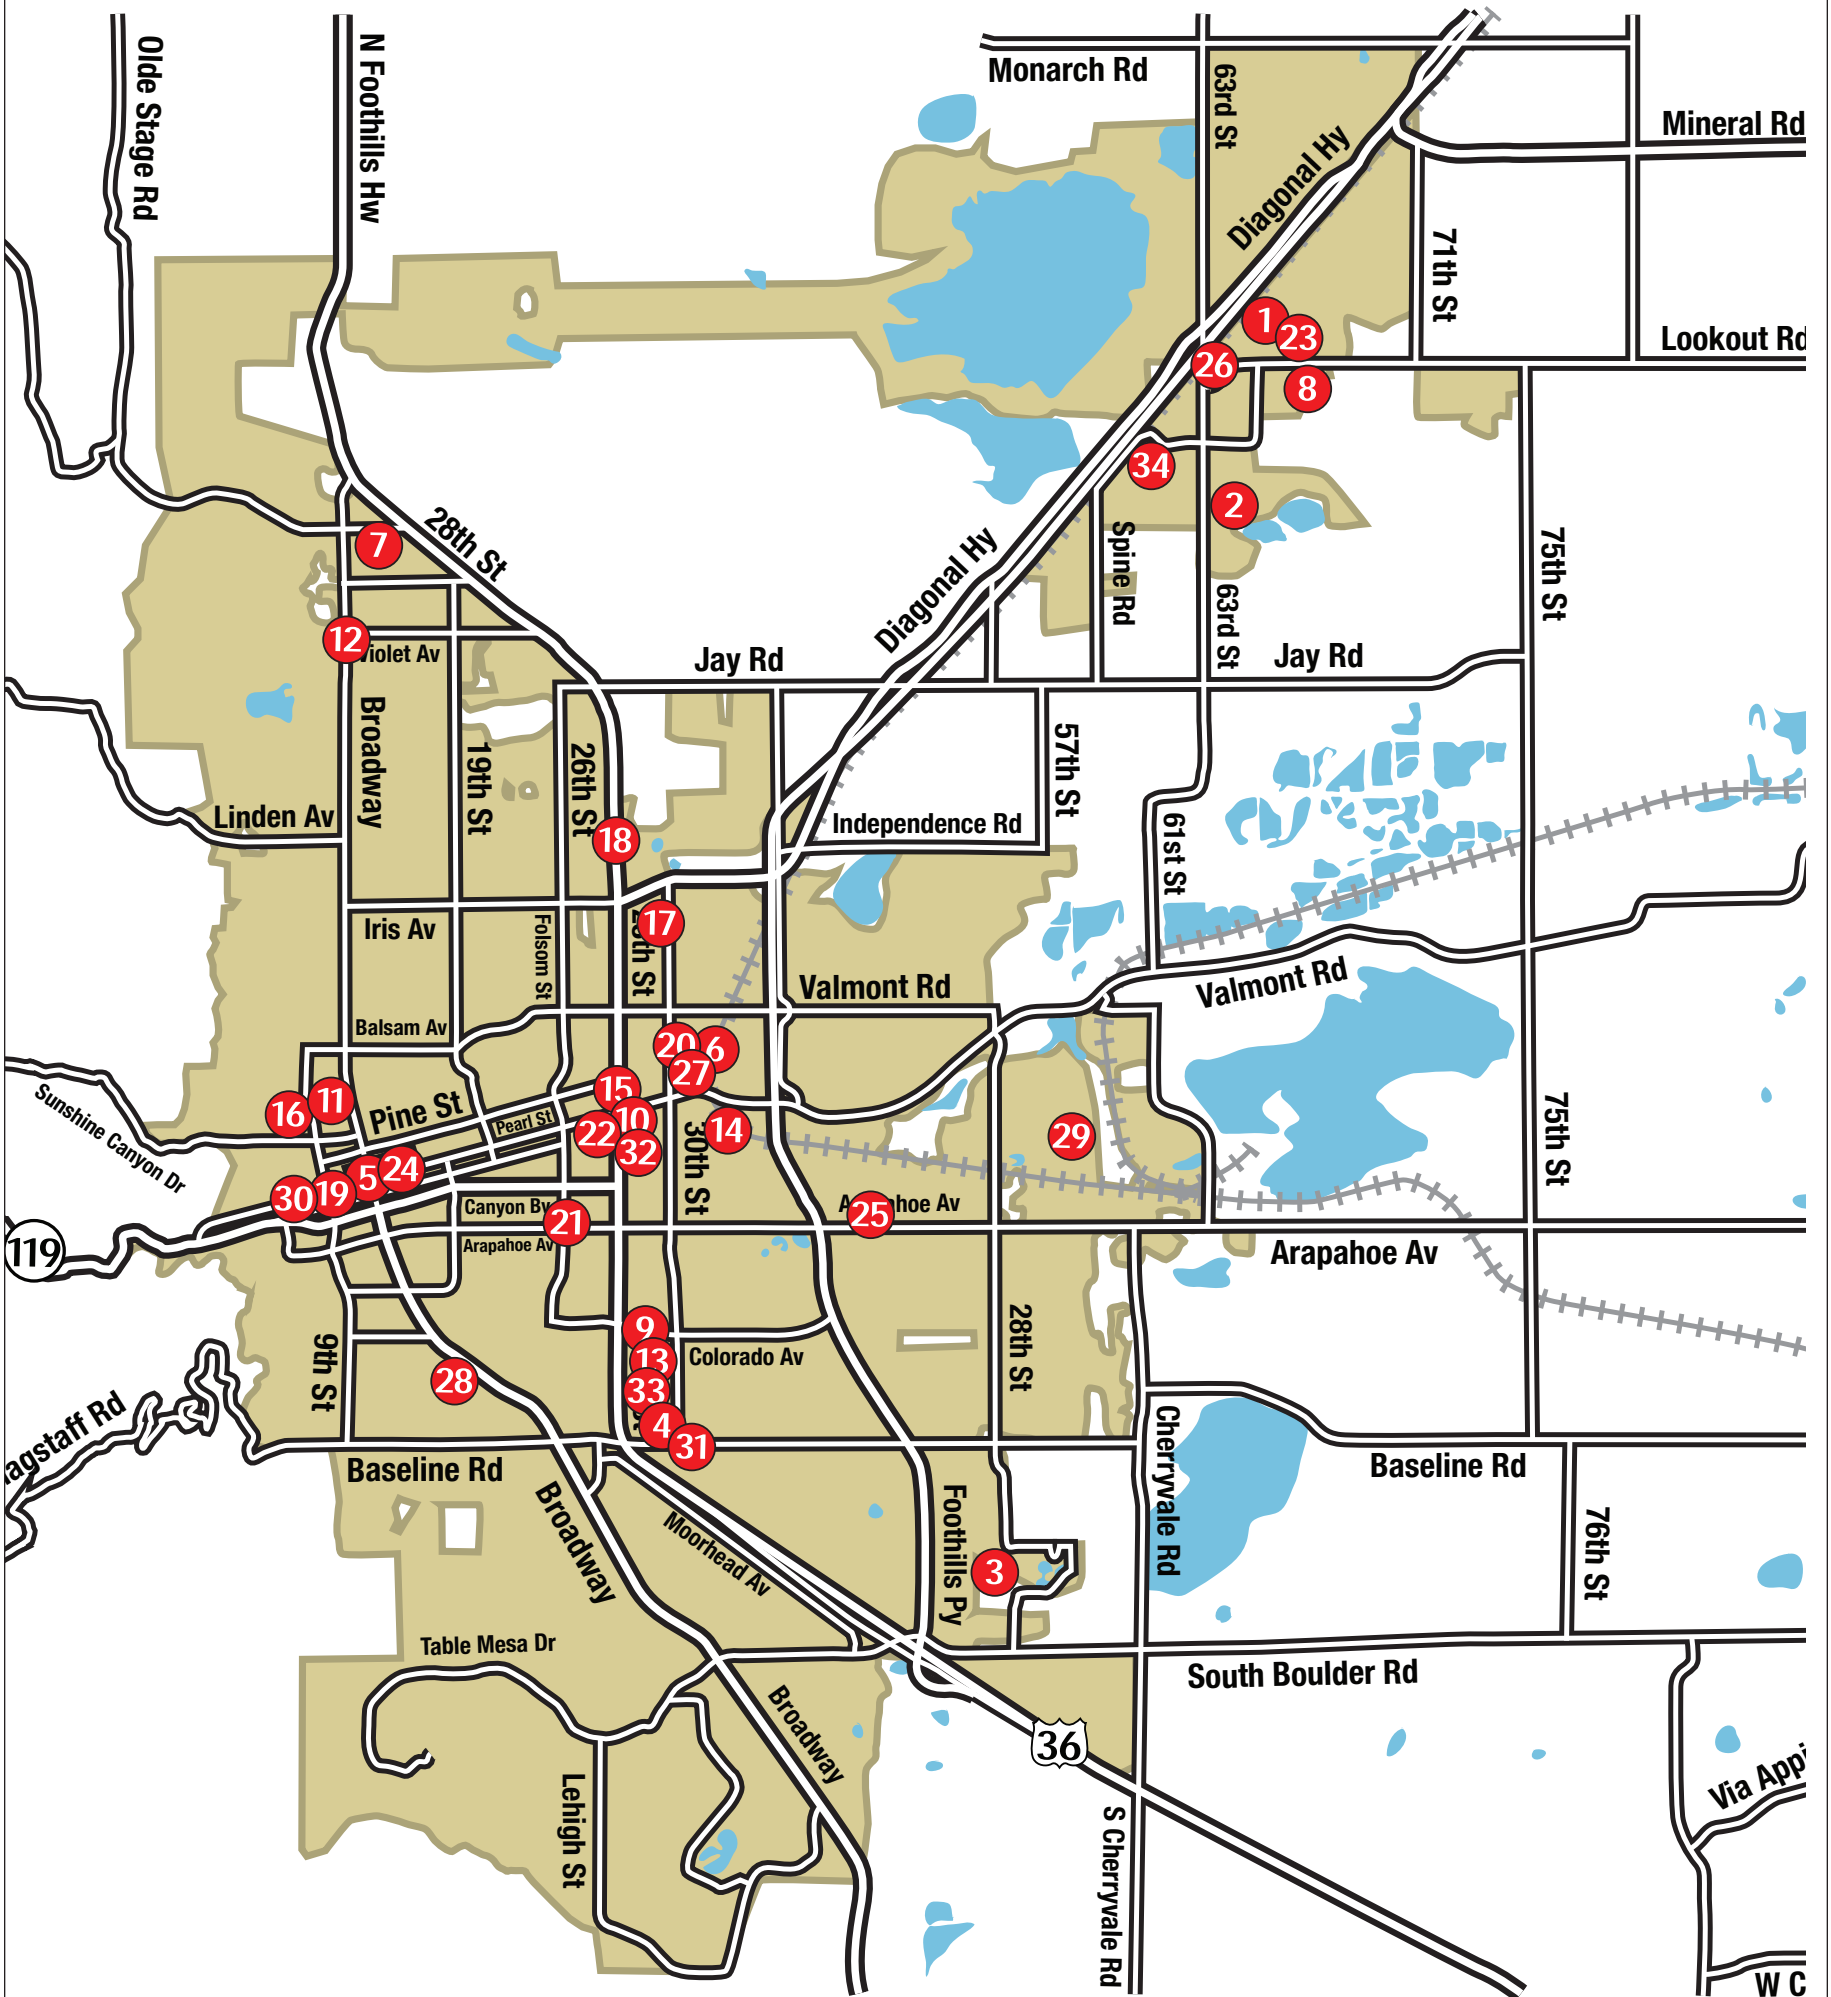 Olde Stage Rd
N Foothills Hw
Monarch Rd
63rd St
Mineral Rd
Diagonal Hy
71th St
1
23
Lookout Rd
26
8
34
2
28th St
7
Diagonal Hy
Spine Rd
75th St
63rd St
12
Violet Av
Jay Rd
Jay Rd
Broadway
19th St
26th St
57th St
Linden Av
18
Independence Rd
61st St
17
Iris Av
Folsom St
St
Valmont Rd
Valmont Rd
Balsam Av
20
6
27
15
16
11
Pine St
Pearl St
10
22
32
30th St
14
29
75th St
Sunshine Canyon Dr
5
24
30
19
Canyon Bv
21
Arapahoe Av
25
119
Arapahoe Av
Arapahoe Av
9
13
Colorado Av
28th St
9th St
28
33
4
31
lagstaff Rd
Baseline Rd
Cherryvale Rd
Baseline Rd
Broadway
Moorhead Av
Foothills Py
3
76th St
Table Mesa Dr
South Boulder Rd
Broadway
36
Via Appi
Lehigh St
S Cherryvale Rd
W C